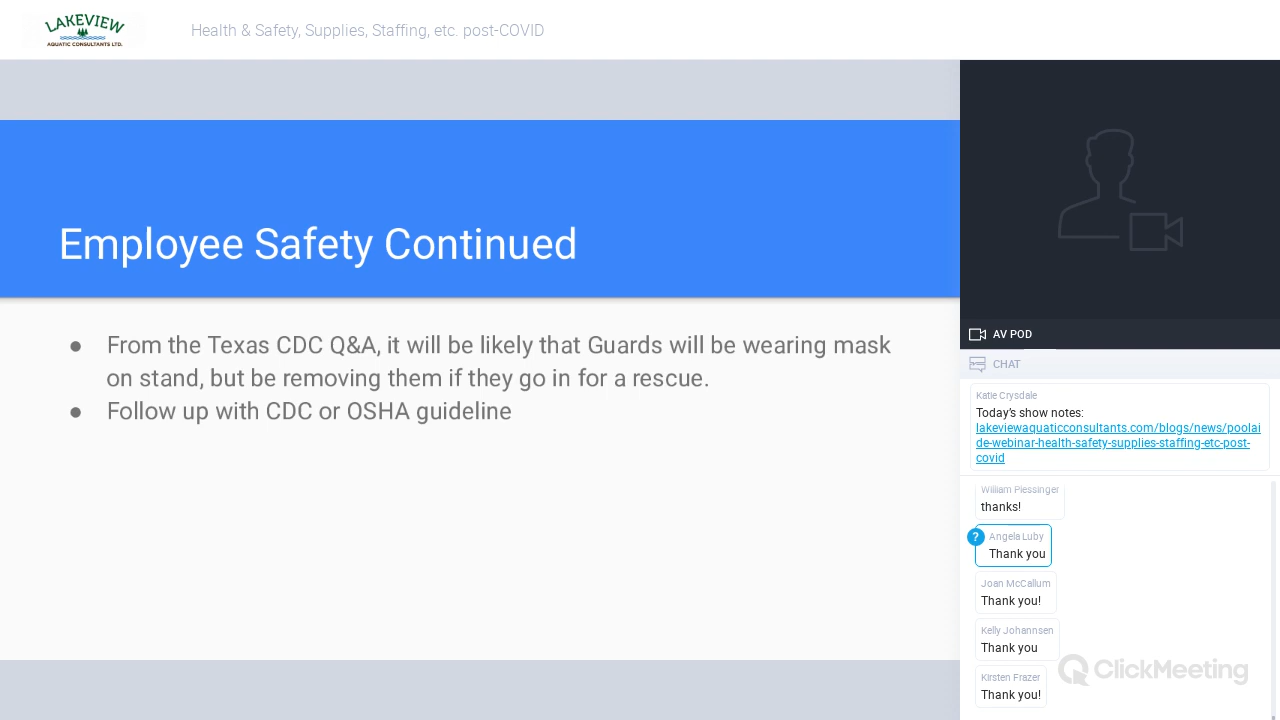 LAKEVIEW
AQUATIC CONSULTANTS LTD.
Health & Safety, Supplies, Staffing, etc. post-COVID
Employee Safety Continued
● From the Texas CDC Q&A, it will be likely that Guards will be wearing mask
on stand, but be removing them if they go in for a rescue.
● Follow up with CDC or OSHA guideline
AV POD
CHAT
Katie Crysdale
Today's show notes:
lakeviewaquaticconsultants.com/blogs/news/poolai
de-webinar-health-safety-supplies-staffing-etc-post-
covid
William Plessinger
thanks!
?
Angela Luby
Thank you
Joan McCallum
Thank you!
Kelly Johannsen
Thank you
Kirsten Frazer
Thank you!
ClickMeeting